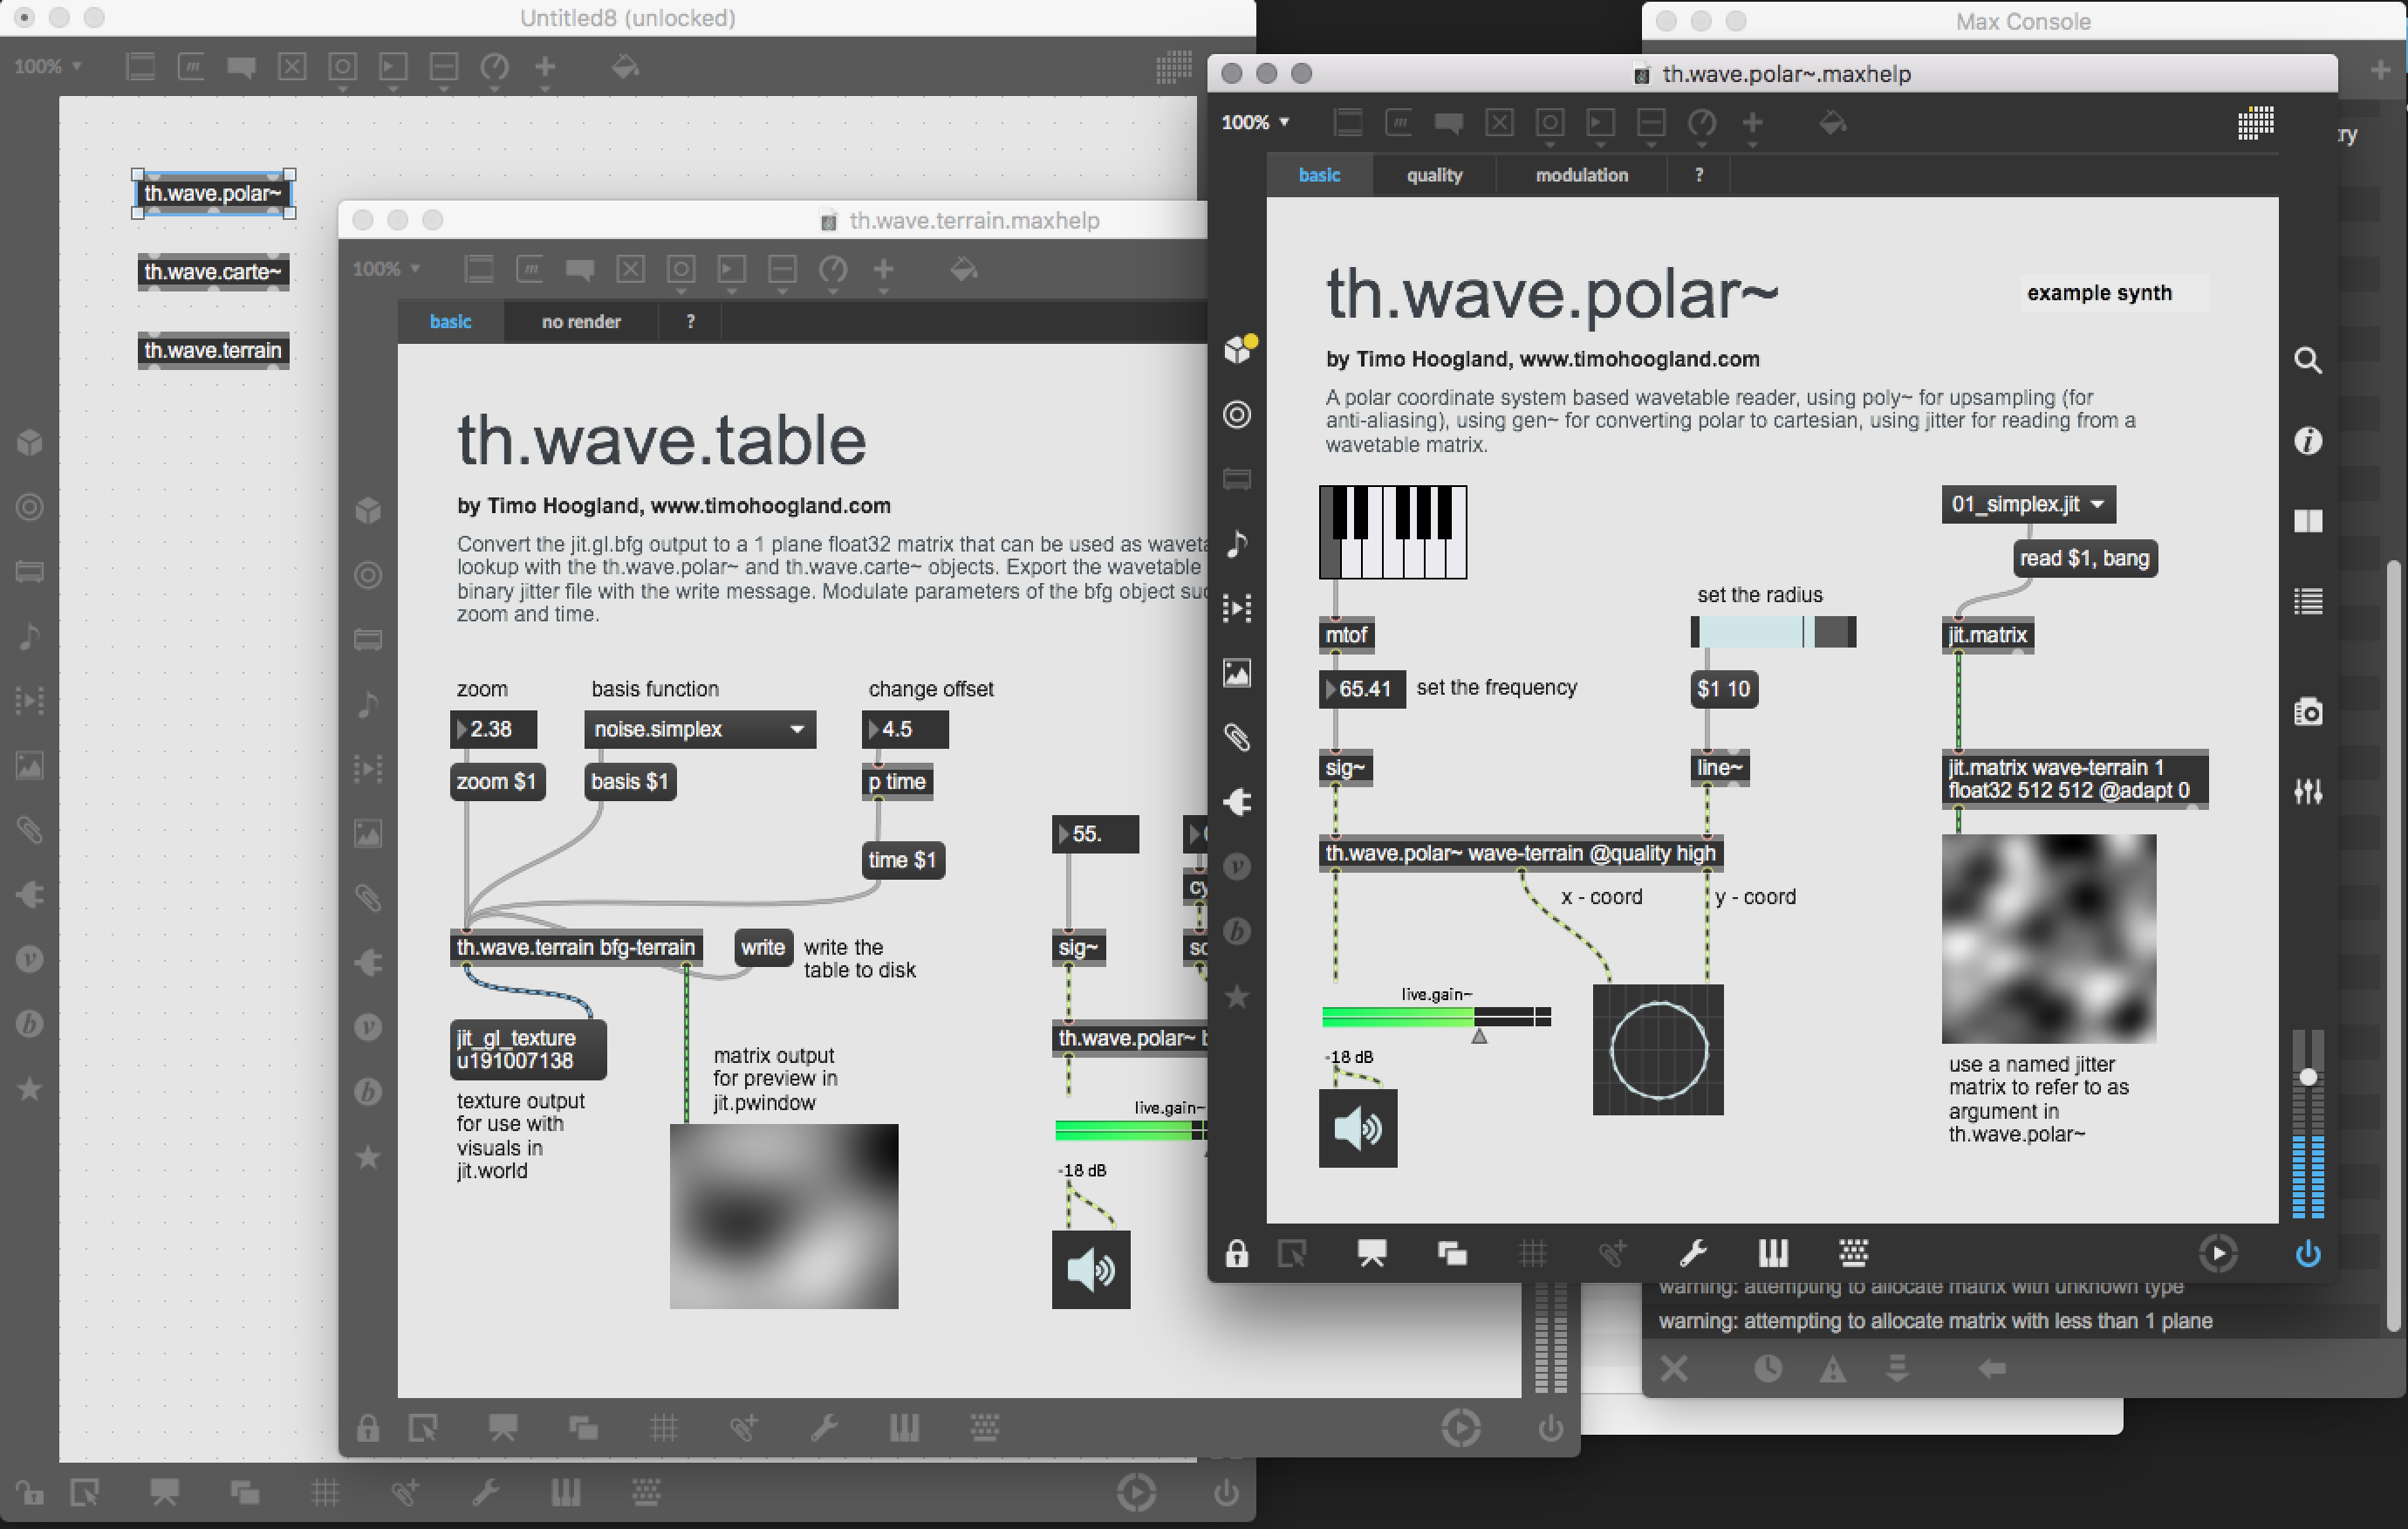 Untitled8 (unlocked)
100%
th.wave.polar~
th.wave.carte~
th.wave.terrain
th.wave.terrain.maxhelp
100%
basic
no render
?
th.wave.table
by Timo Hoogland, www.timohoogland.com
Convert the jit.gl.bfg output to a 1 plane float32 matrix that can be used as
lookup with the th.wave.polar~ and th.wave.carte~ objects. Export the wavetable
binary jitter file with the write message. Modulate parameters of the bfg object
zoom and time.
zoom
basis function
change offset
2.38
noise.simplex
4.5
zoom $1
basis $1
p time
time $1
55.
th.wave.terrain bfg-terrain
write
write the
table to disk
sig~
jit_gl_texture
u191007138
th.wave.polar~
matrix output
for preview in
jit.pwindow
texture output
for use with
visuals in
jit.world
live.gain~
-18 dB
Max Console
th.wave.polar~.maxhelp
100%
basic
quality
modulation
?
th.wave.polar~
example synth
by Timo Hoogland, www.timohoogland.com
A polar coordinate system based wavetable reader, using poly~ for upsampling (for
anti-aliasing), using gen~ for converting polar to cartesian, using jitter for reading from a
wavetable matrix.
01_simplex.jit
read $1, bang
set the radius
mtof
jit.matrix
65.41
set the frequency
$1 10
sig~
line~
jit.matrix wave-terrain 1
float32 512 512 @adapt 0
th.wave.polar~ wave-terrain @quality high
x - coord
y - coord
live.gain~
-18 dB
use a named jitter
matrix to refer to as
argument in
th.wave.polar~
warning: attempting to allocate matrix with unknown type
warning: attempting to allocate matrix with less than 1 plane